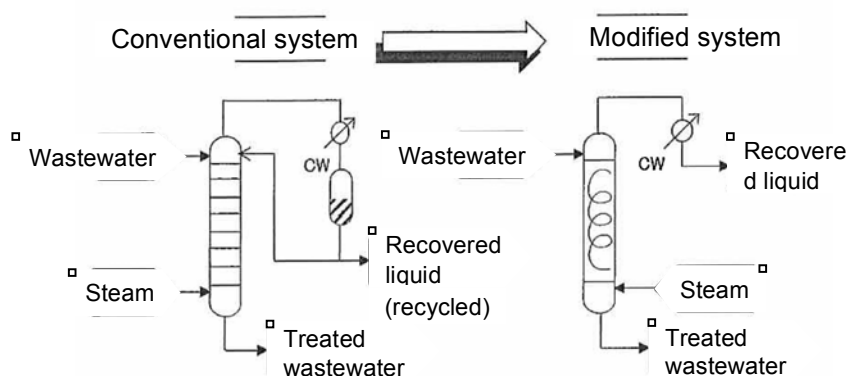 Conventional system
Modified system
Wastewater
CW
Steam
Recovered
liquid
(recycled)
Treated
wastewater
Wastewater
CW
Recovere
d liquid
Steam
Treated
wastewater